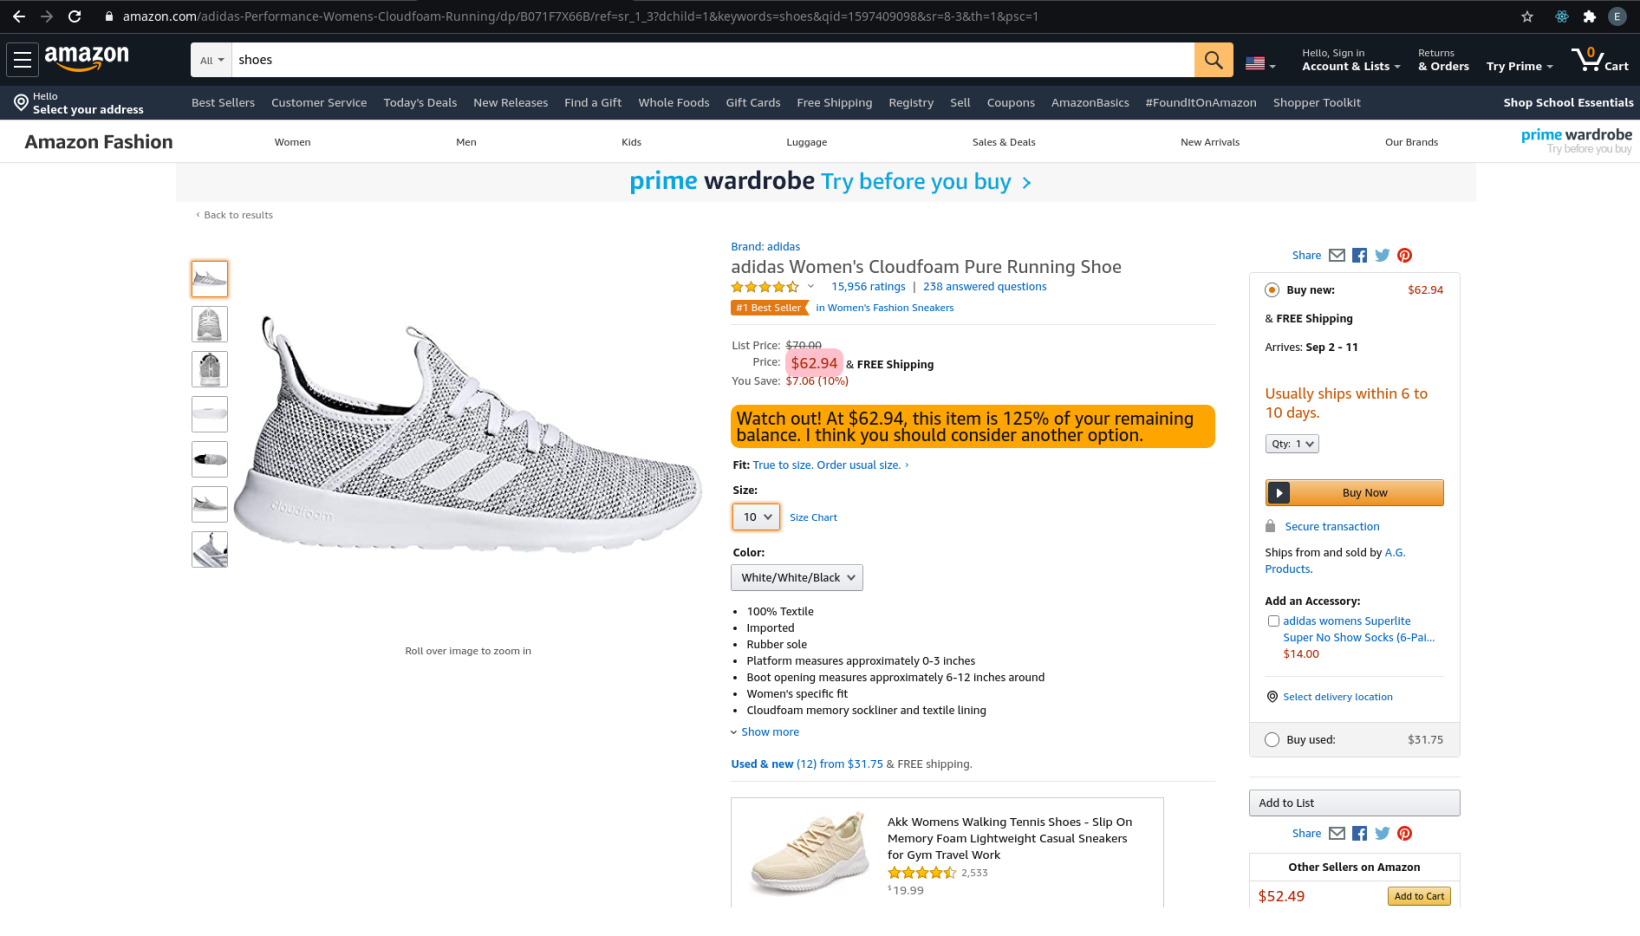 amazon.com/adidas-Performance-Womens-Cloudfoam-Running/dp/B071F7X66B/ref=sr_1_3?dchild=1&keywords=shoes&qid=1597409098&sr=8-3&th=1&psc=1
E
amazon
All
shoes
Hello, Sign in
Account & Lists
Returns
& Orders
Try Prime
0
Cart
Hello
Select your address
Best Sellers
Customer Service
Today's Deals
New Releases
Find a Gift
Whole Foods
Gift Cards
Free Shipping
Registry
Sell
Coupons
AmazonBasics
#FoundItOnAmazon
Shopper Toolkit
Shop School Essentials
Amazon Fashion
Women
Men
Kids
Luggage
Sales & Deals
New Arrivals
Our Brands
prime wardrobe
Try before you buy
prime wardrobe Try before you buy ›
‹ Back to results
cloudfoam
Roll over image to zoom in
Brand: adidas
adidas Women's Cloudfoam Pure Running Shoe
15,956 ratings | 238 answered questions
#1 Best Seller in Women's Fashion Sneakers
List Price: $70.00
Price: $62.94 & FREE Shipping
You Save: $7.06 (10%)
Watch out! At $62.94, this item is 125% of your remaining
balance. I think you should consider another option.
Fit: True to size. Order usual size. ›
Size:
10
Size Chart
Color:
White/White/Black
• 100% Textile
• Imported
• Rubber sole
• Platform measures approximately 0-3 inches
• Boot opening measures approximately 6-12 inches around
• Women's specific fit
• Cloudfoam memory sockliner and textile lining
Show more
Used & new (12) from $31.75 & FREE shipping.
Akk Womens Walking Tennis Shoes - Slip On
Memory Foam Lightweight Casual Sneakers
for Gym Travel Work
2,533
$19.99
Share
Buy new: $62.94
& FREE Shipping
Arrives: Sep 2 - 11
Usually ships within 6 to
10 days.
Qty: 1
Buy Now
Secure transaction
Ships from and sold by A.G.
Products.
Add an Accessory:
adidas womens Superlite
Super No Show Socks (6-Pai...
$14.00
Select delivery location
Buy used: $31.75
Add to List
Share
Other Sellers on Amazon
$52.49
Add to Cart